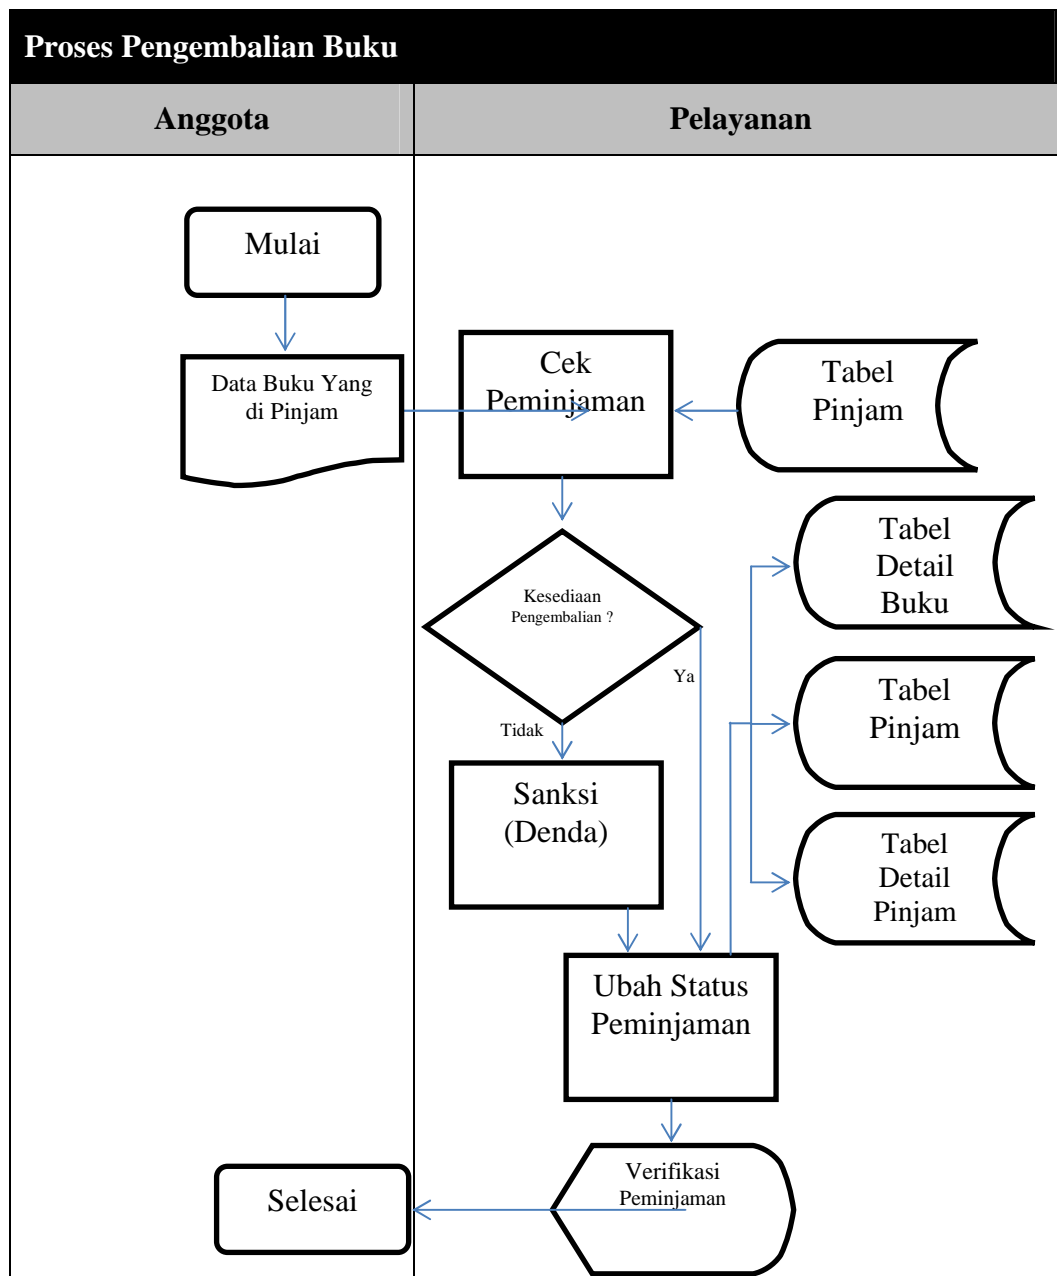 Proses Pengembalian Buku
Anggota
Pelayanan
Mulai
Data Buku Yang
di Pinjam
Cek
Peminjaman
Tabel
Pinjam
Kesediaan
Pengembalian ?
Ya
Tidak
Tabel
Detail
Buku
Tabel
Pinjam
Sanksi
(Denda)
Tabel
Detail
Pinjam
Ubah Status
Peminjaman
Verifikasi
Peminjaman
Selesai